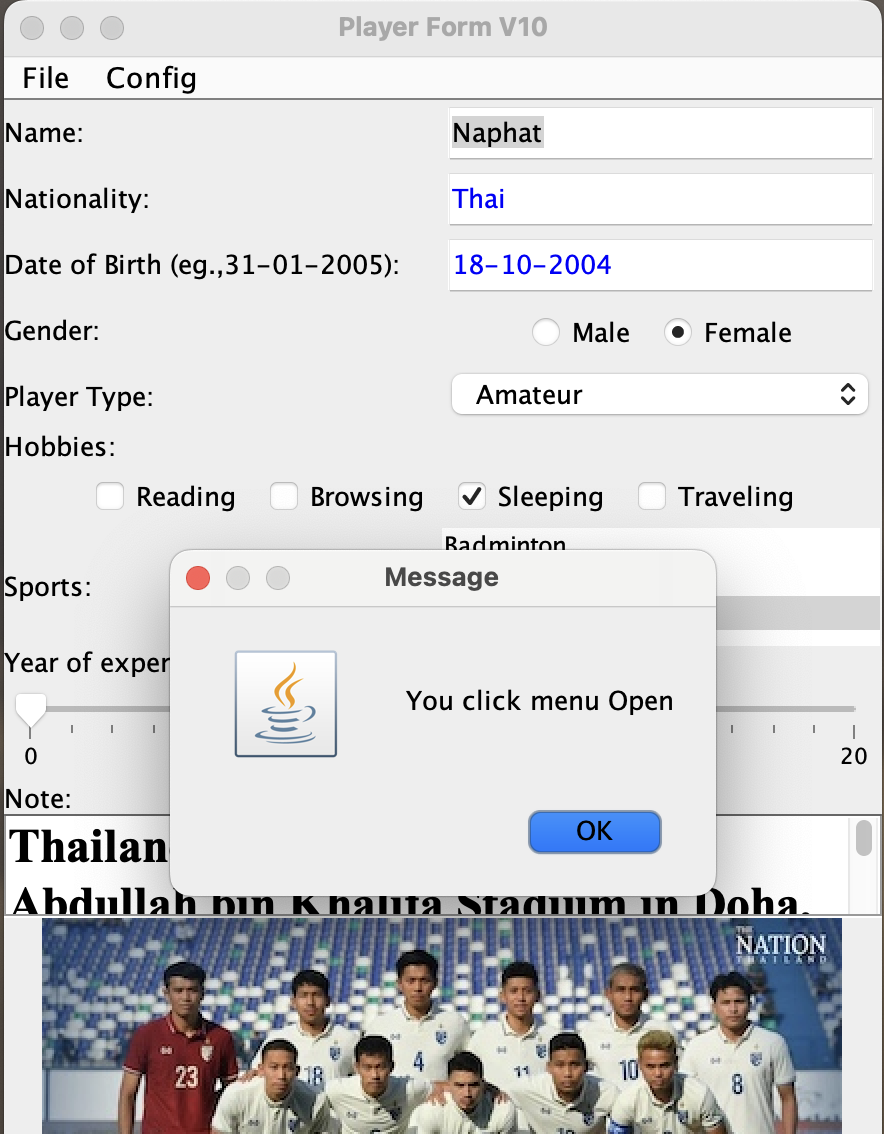 Player Form V10
File Config
Name: Naphat
Nationality: Thai
Date of Birth (eg.,31-01-2005): 18-10-2004
Gender: Male Female
Player Type: Amateur
Hobbies:
Reading Browsing Sleeping Traveling
Badminton
Sports:
Message
Year of exper
You click menu Open
0 20
Note:
OK
Thailan
Abdullah bin Khalifa Stadium in Doha,
THE
NATION
THAILAND
23 18 4 11 10 8